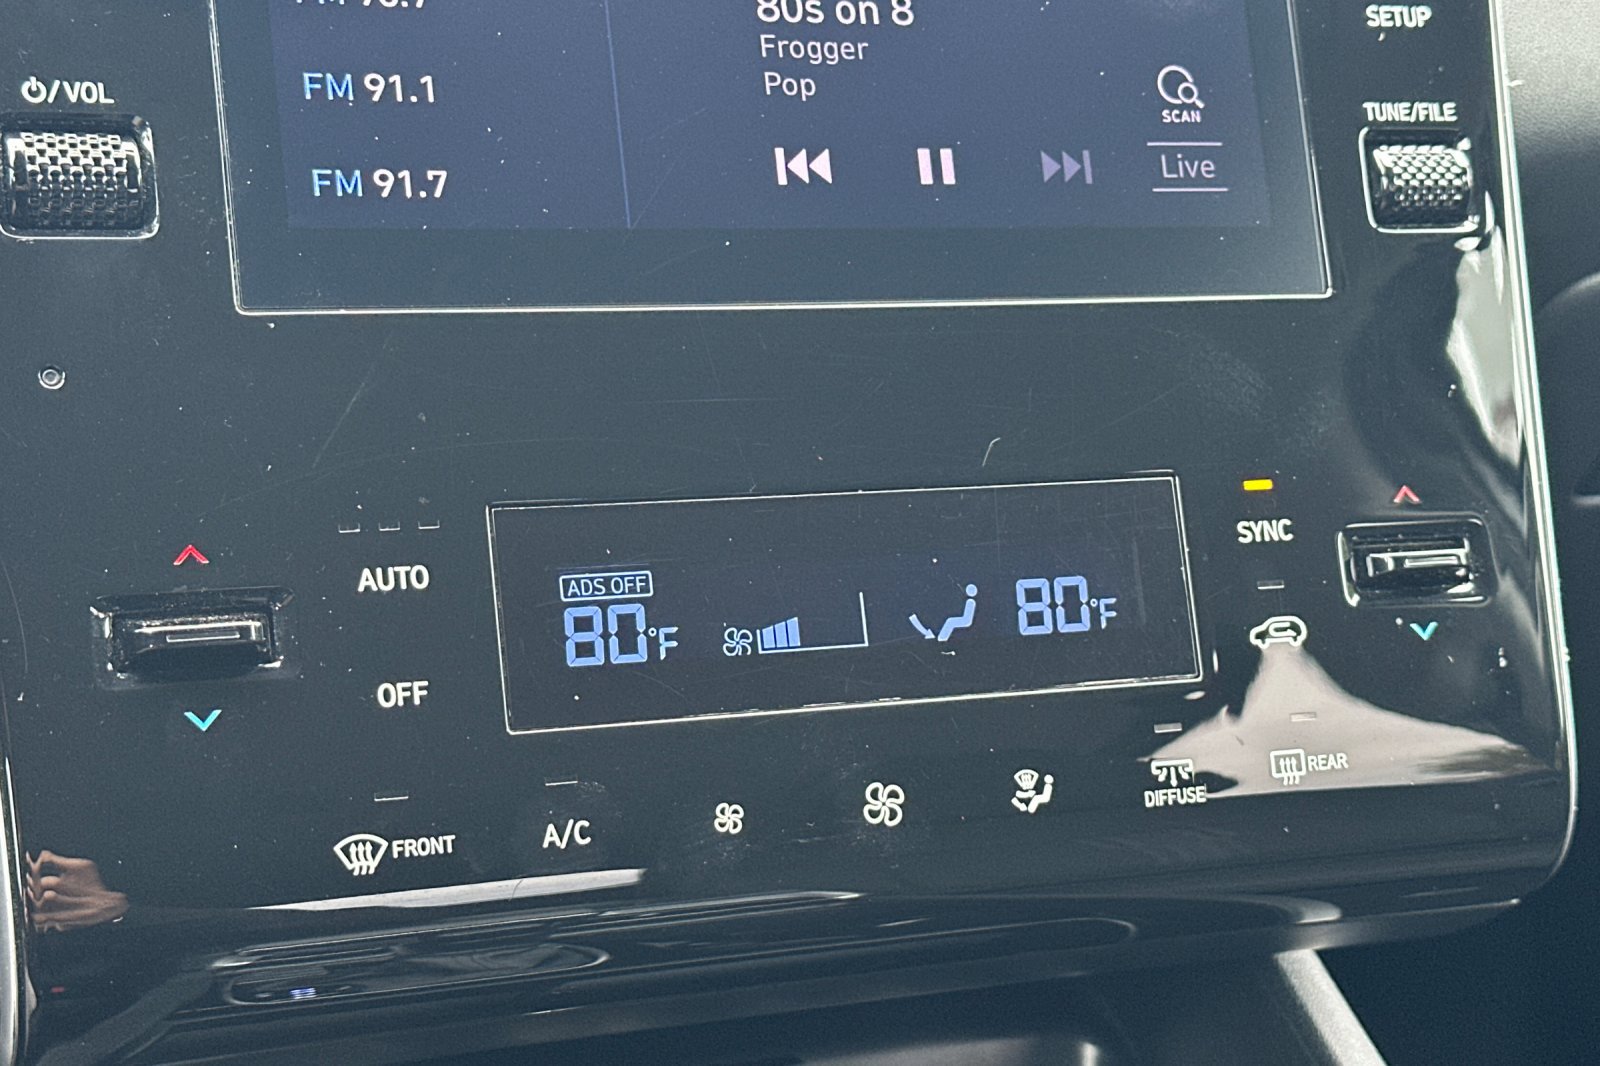 80s on 8
SETUP
Frogger
/VOL
FM 91.1
Pop
SCAN
TUNE/FILE
FM 91.7
Live
AUTO
SYNC
ADS OFF
80°F
80°F
OFF
REAR
DIFFUSE
FRONT
A/C